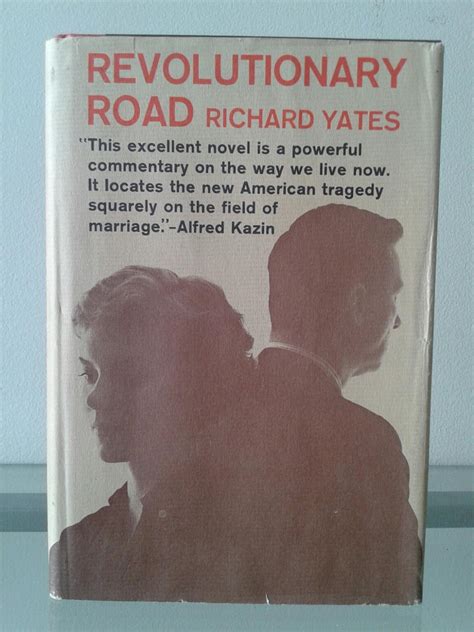 REVOLUTIONARY
ROAD RICHARD YATES
"This excellent novel is a powerful
commentary on the way we live now.
It locates the new American tragedy
squarely on the field of
marriage."–Alfred Kazin